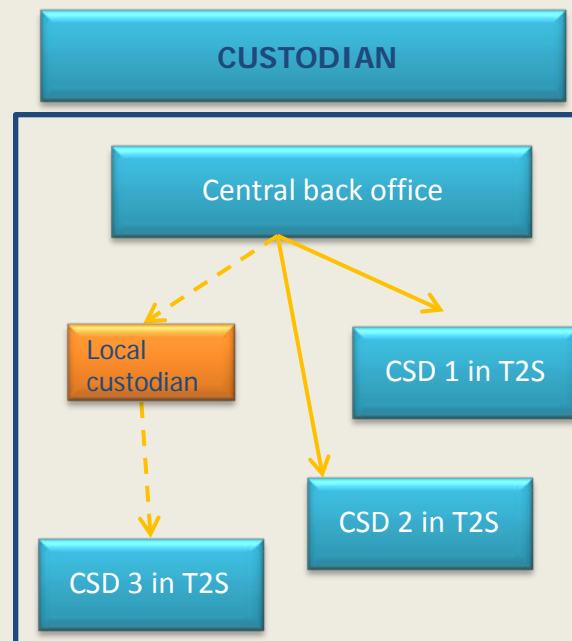 CUSTODIAN
Central back office
Local
custodian
CSD 1 in T2S
CSD 2 in T2S
CSD 3 in T2S